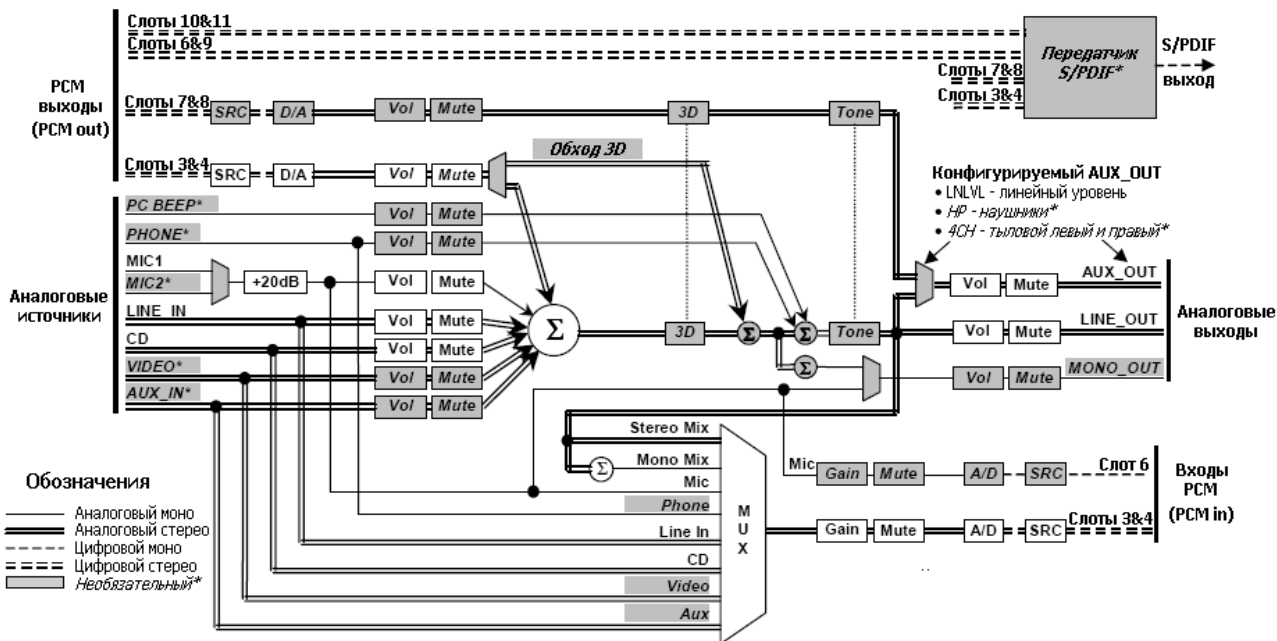 Слоты 10&11
Слоты 6&9
PCM
выходы
(PCM out)
Слоты 7&8
SRC
D/A
Vol
Mute
3D
Tone
Слоты 7&8
Слоты 3&4
Передатчик
S/PDIF*
S/PDIF
выход
Слоты 3&4
SRC
D/A
Vol
Mute
Обход 3D
Конфигурируемый AUX_OUT
• LNLVL - линейный уровень
• HP - наушники*
• 4CH - тыловой левый и правый*
Аналоговые
источники
PC BEEP*
Vol
Mute
PHONE*
Vol
Mute
MIC1
MIC2*
+20dB
Vol
Mute
LINE_IN
Vol
Mute
CD
Vol
Mute
VIDEO*
Vol
Mute
AUX_IN*
Vol
Mute
Σ
3D
Σ
Σ
Tone
Σ
Vol
Mute
AUX_OUT
Vol
Mute
LINE_OUT
Vol
Mute
MONO_OUT
Аналоговые
выходы
Stereo Mix
Σ
Mono Mix
Mic
Phone
Line In
CD
Video
Aux
M
U
X
Mic
Gain
Mute
A/D
SRC
Слот 6
Gain
Mute
A/D
SRC
Слоты 3&4
Входы
PCM
(PCM in)
..
Обозначения
Аналоговый моно
Аналоговый стерео
Цифровой моно
Цифровой стерео
Необязательный*